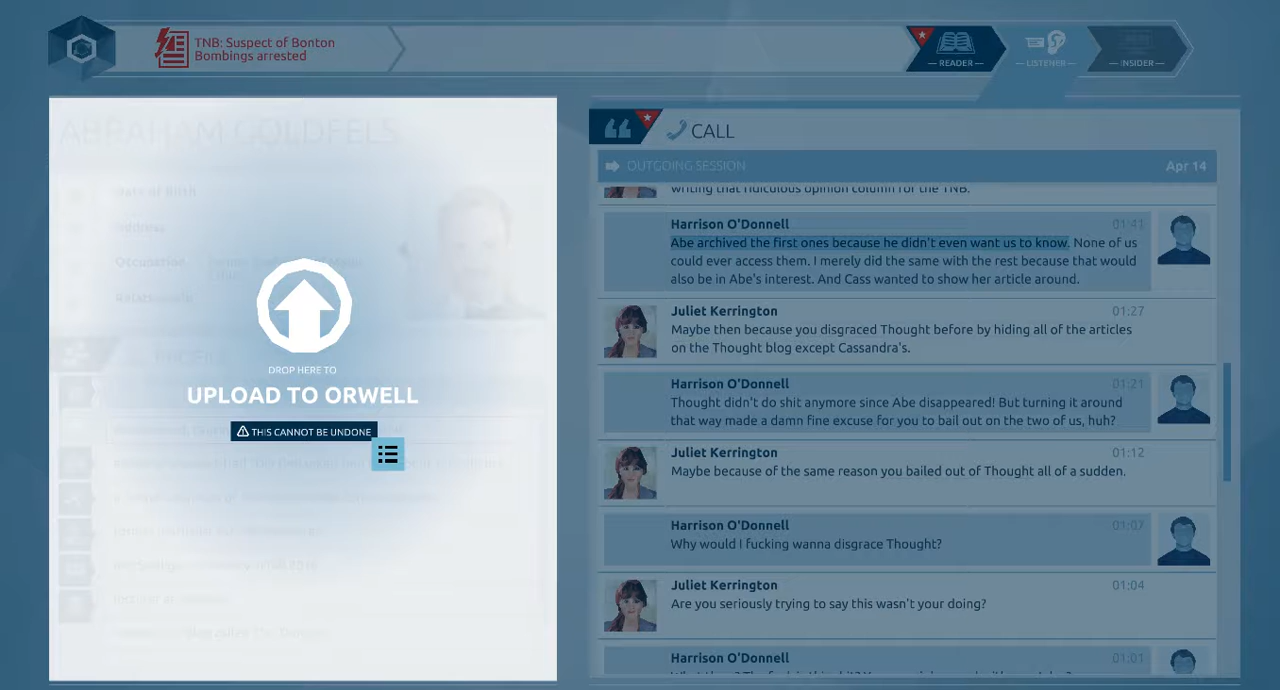 TNB: Suspect of Bonton
Bombings arrested
READER
LISTENER
INSIDER
ABRAHAM GOLDFELS
Date of Birth
Address
Occupation
Relationship
PROFILE
DROP HERE TO
UPLOAD TO ORWELL
THIS CANNOT BE UNDONE
CALL
OUTGOING SESSION
Apr 14
writing that ridiculous opinion column for the TNB.
Harrison O'Donnell 01:41
Abe archived the first ones because he didn't even want us to know. None of us
could ever access them. I merely did the same with the rest because that would
also be in Abe's interest. And Cass wanted to show her article around.
Juliet Kerrington 01:27
Maybe then because you disgraced Thought before by hiding all of the articles
on the Thought blog except Cassandra's.
Harrison O'Donnell 01:21
Thought didn't do shit anymore since Abe disappeared! But turning it around
that way made a damn fine excuse for you to bail out on the two of us, huh?
Juliet Kerrington 01:12
Maybe because of the same reason you bailed out of Thought all of a sudden.
Harrison O'Donnell 01:07
Why would I fucking wanna disgrace Thought?
Juliet Kerrington 01:04
Are you seriously trying to say this wasn't your doing?
Harrison O'Donnell 01:01